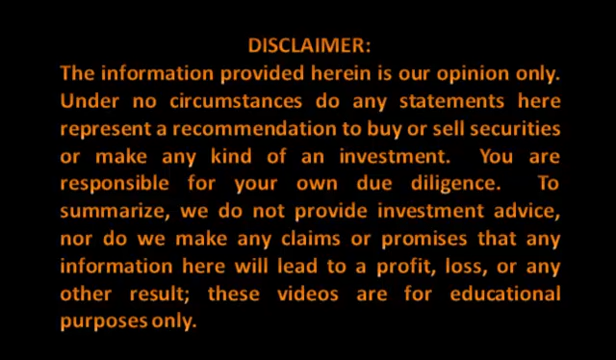 DISCLAIMER:
The information provided herein is our opinion only.
Under no circumstances do any statements here
represent a recommendation to buy or sell securities
or make any kind of an investment. You are
responsible for your own due diligence. To
summarize, we do not provide investment advice,
nor do we make any claims or promises that any
information here will lead to a profit, loss, or any
other result; these videos are for educational
purposes only.